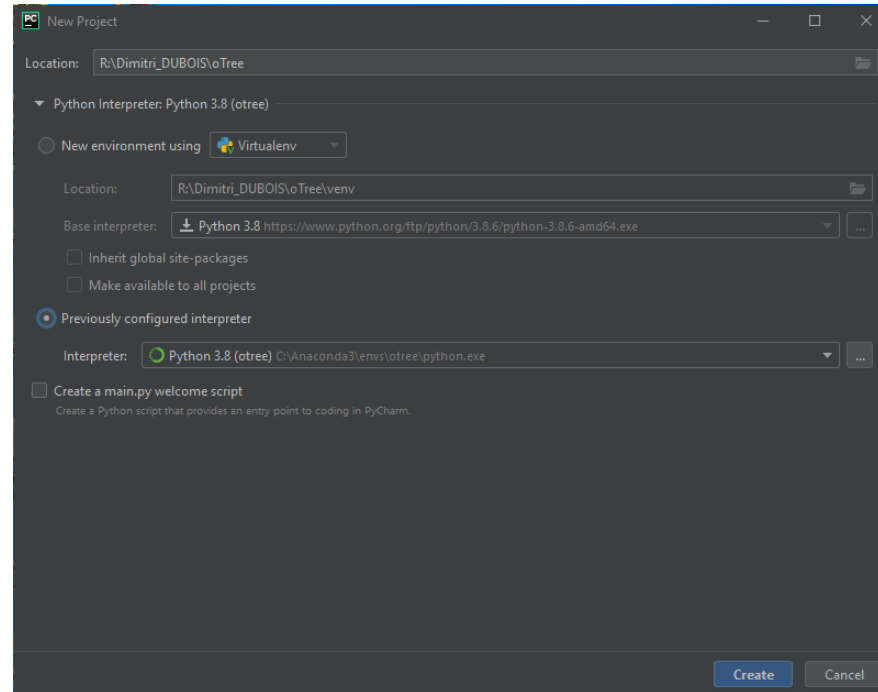 PC New Project
Location: R:\Dimitri_DUBOIS\oTree
Python Interpreter: Python 3.8 (otree)
New environment using Virtualenv
Location: R:\Dimitri_DUBOIS\oTree\venv
Base interpreter: Python 3.8 https://www.python.org/ftp/python/3.8.6/python-3.8.6-amd64.exe ...
Inherit global site-packages
Make available to all projects
Previously configured interpreter
Interpreter: Python 3.8 (otree) C:\Anaconda3\envs\otree\python.exe ...
Create a main.py welcome script
Create a Python script that provides an entry point to coding in PyCharm.
Create Cancel